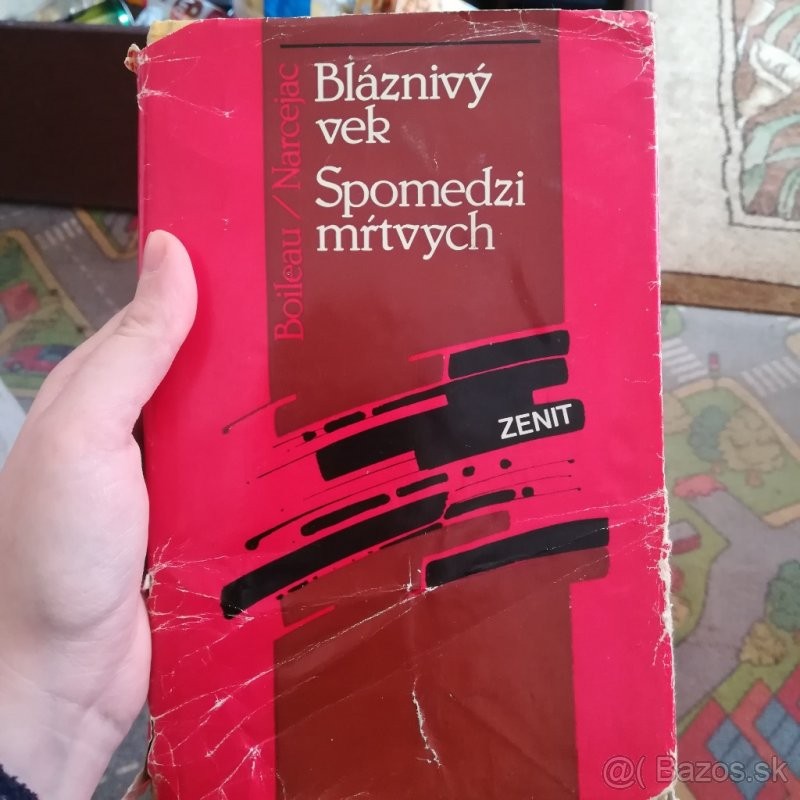 Boileau / Narcejac
Bláznivý
vek
Spomedzi
mŕtvych
ZENIT
@( Bazos.sk